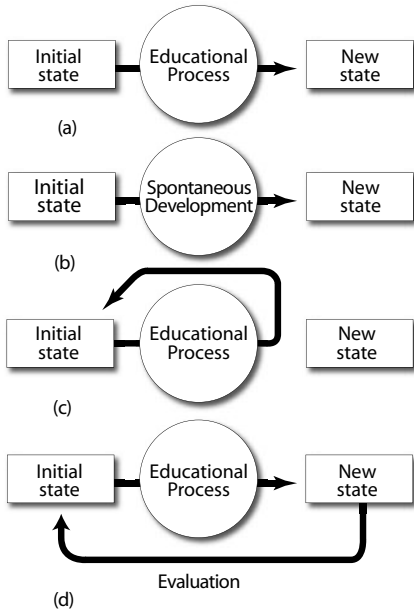 Initial
state
Educational
Process
New
state
(a)
Initial
state
Spontaneous
Development
New
state
(b)
Initial
state
Educational
Process
New
state
(c)
Initial
state
Educational
Process
New
state
Evaluation
(d)